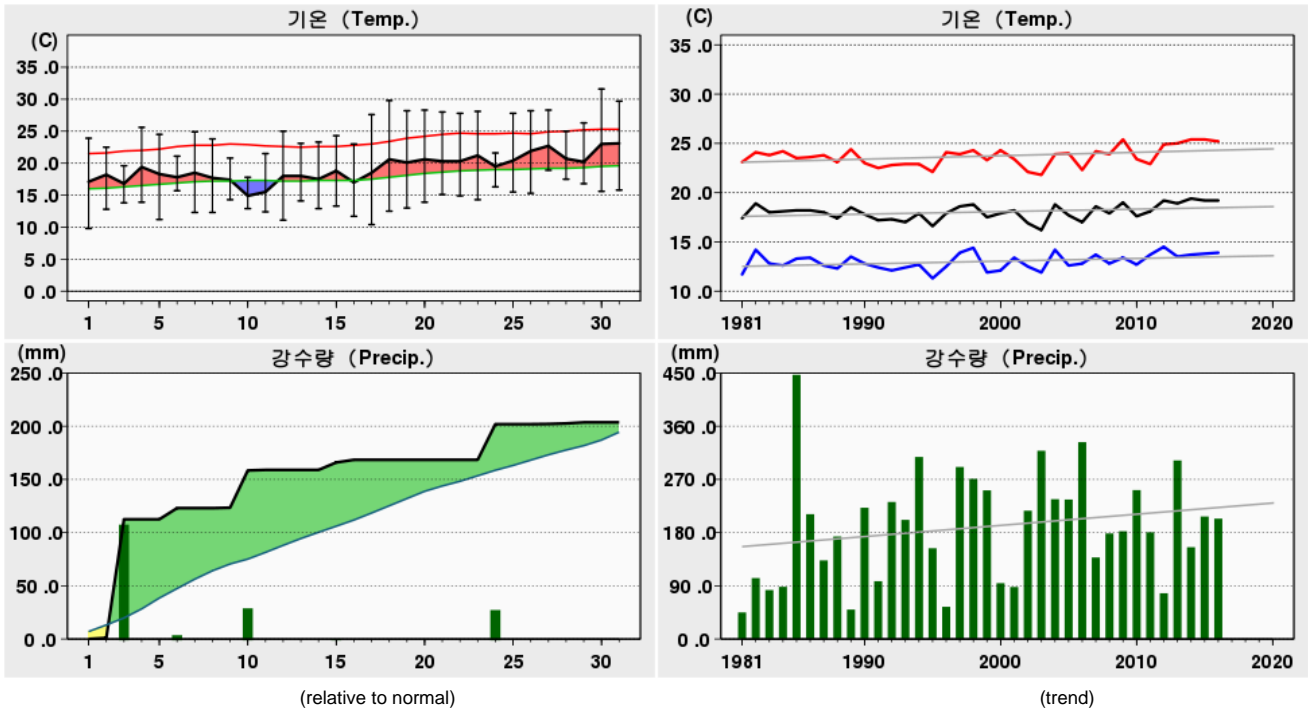 기온 (Temp.)
(C)
35 .0
30 .0
25 .0
20 .0
15 .0
10 .0
5 .0
0 .0
1 5 10 15 20 25 30
기온 (Temp.)
(C)
35 .0
30 .0
25 .0
20 .0
15 .0
10 .0
1981 1990 2000 2010 2020
강수량 (Precip.)
(mm)
250 .0
200 .0
150 .0
100 .0
50 .0
0 .0
1 5 10 15 20 25 30
(relative to normal)
강수량 (Precip.)
(mm)
450 .0
360 .0
270 .0
180 .0
90 .0
0 .0
1981 1990 2000 2010 2020
(trend)